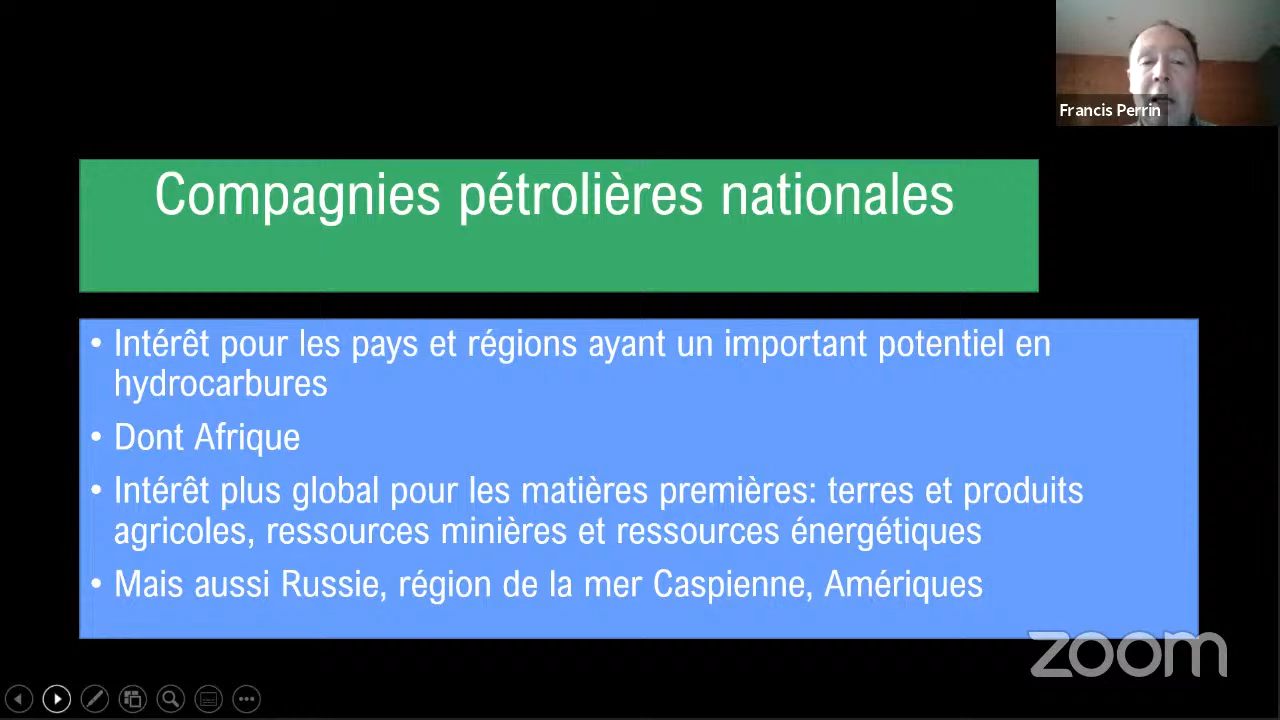 Francis Perrin
Compagnies pétrolières nationales
• Intérêt pour les pays et régions ayant un important potentiel en
hydrocarbures
• Dont Afrique
• Intérêt plus global pour les matières premières: terres et produits
agricoles, ressources minières et ressources énergétiques
• Mais aussi Russie, région de la mer Caspienne, Amériques
zoom